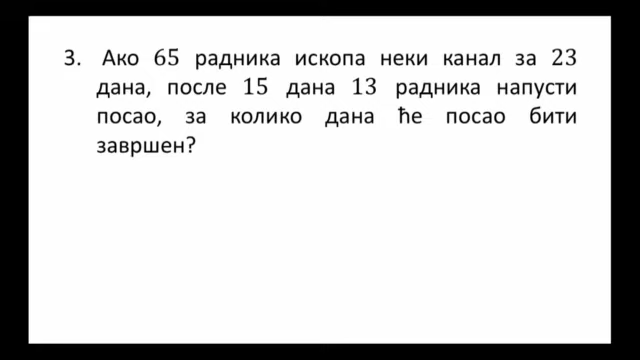 3. Ако 65 радника ископа неки канал за 23
дана, после 15 дана 13 радника напусти
посао, за колико дана ће посао бити
завршен?